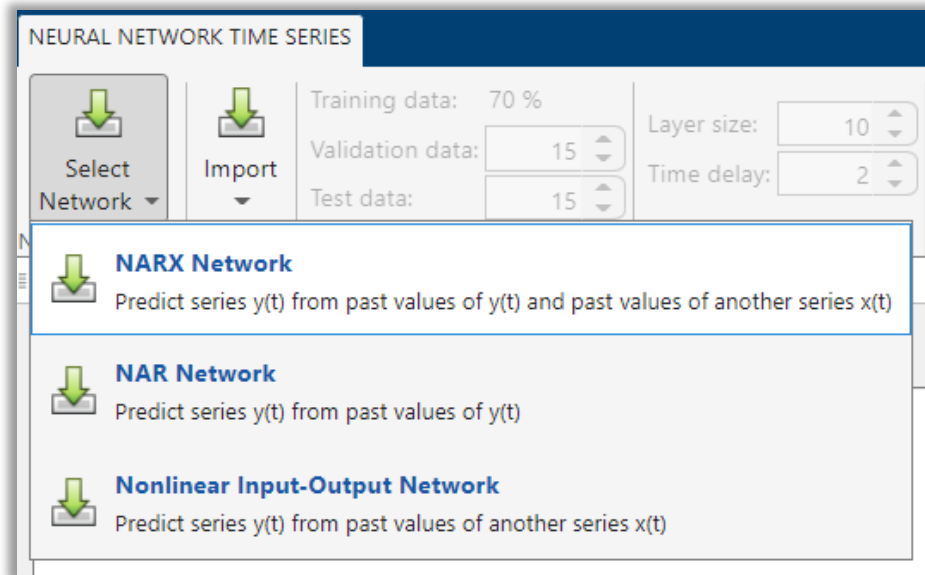 NEURAL NETWORK TIME SERIES
Select
Network
Import
Training data: 70 %
Validation data: 15
Test data: 15
Layer size: 10
Time delay: 2
N
NARX Network
Predict series y(t) from past values of y(t) and past values of another series x(t)
NAR Network
Predict series y(t) from past values of y(t)
Nonlinear Input-Output Network
Predict series y(t) from past values of another series x(t)